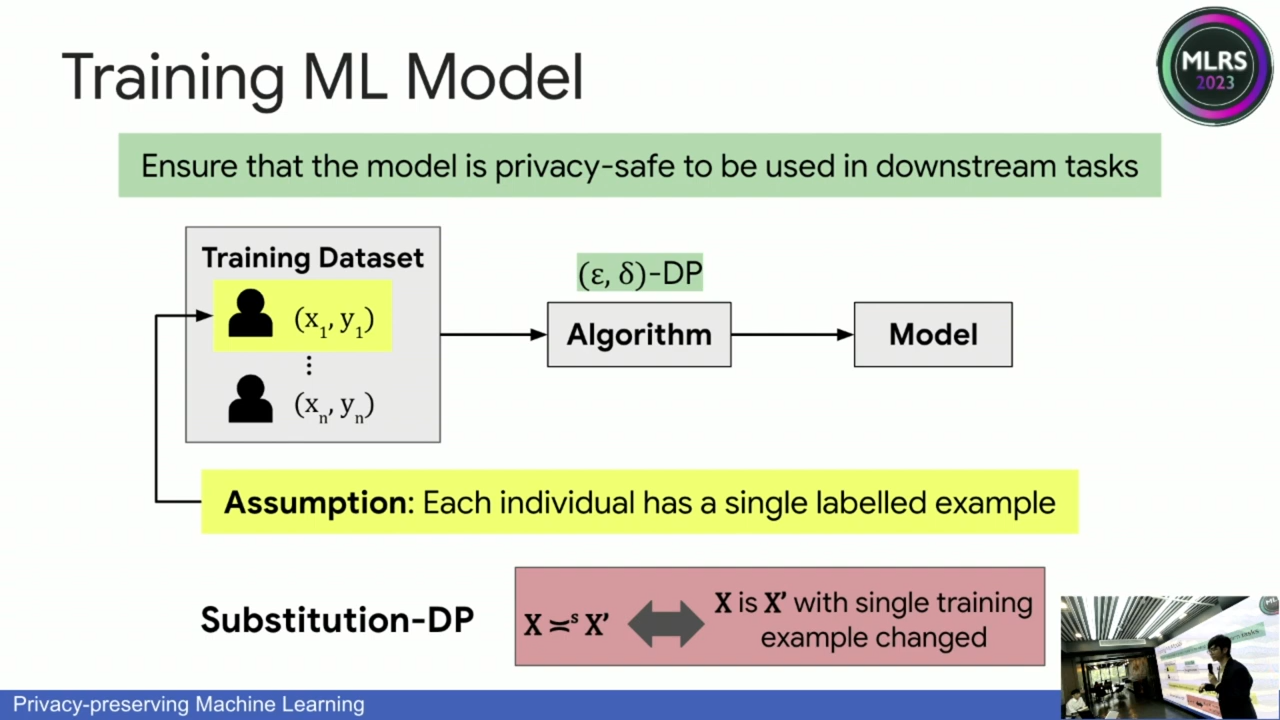 Training ML Model
MLRS
2023
Ensure that the model is privacy-safe to be used in downstream tasks
Training Dataset
(x₁, y₁)
⋮
(xₙ, yₙ)
(ε, δ)-DP
Algorithm
Model
Assumption: Each individual has a single labelled example
Substitution-DP
X ≍ˢ X’
X is X’ with single training
example changed
Privacy-preserving Machine Learning